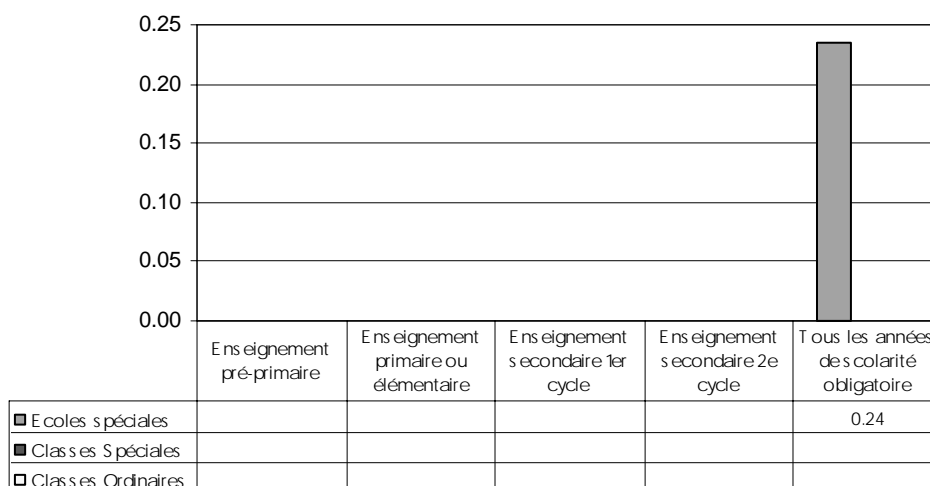 0.25
0.20
0.15
0.10
0.05
0.00
Enseignement pré-primaire
Enseignement primaire ou élémentaire
Enseignement secondaire 1er cycle
Enseignement secondaire 2e cycle
Tous les années de scolarité obligatoire
Ecoles spéciales 0.24
Classes Spéciales
Classes Ordinaires